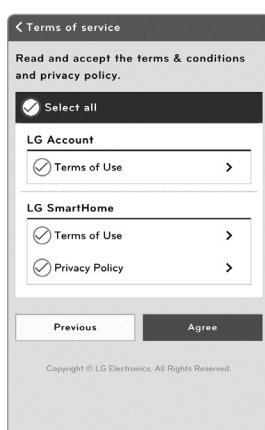 Terms of service
Read and accept the terms & conditions
and privacy policy.
Select all
LG Account
Terms of Use
LG SmartHome
Terms of Use
Privacy Policy
Previous
Agree
Copyright © LG Electronics. All Rights Reserved.